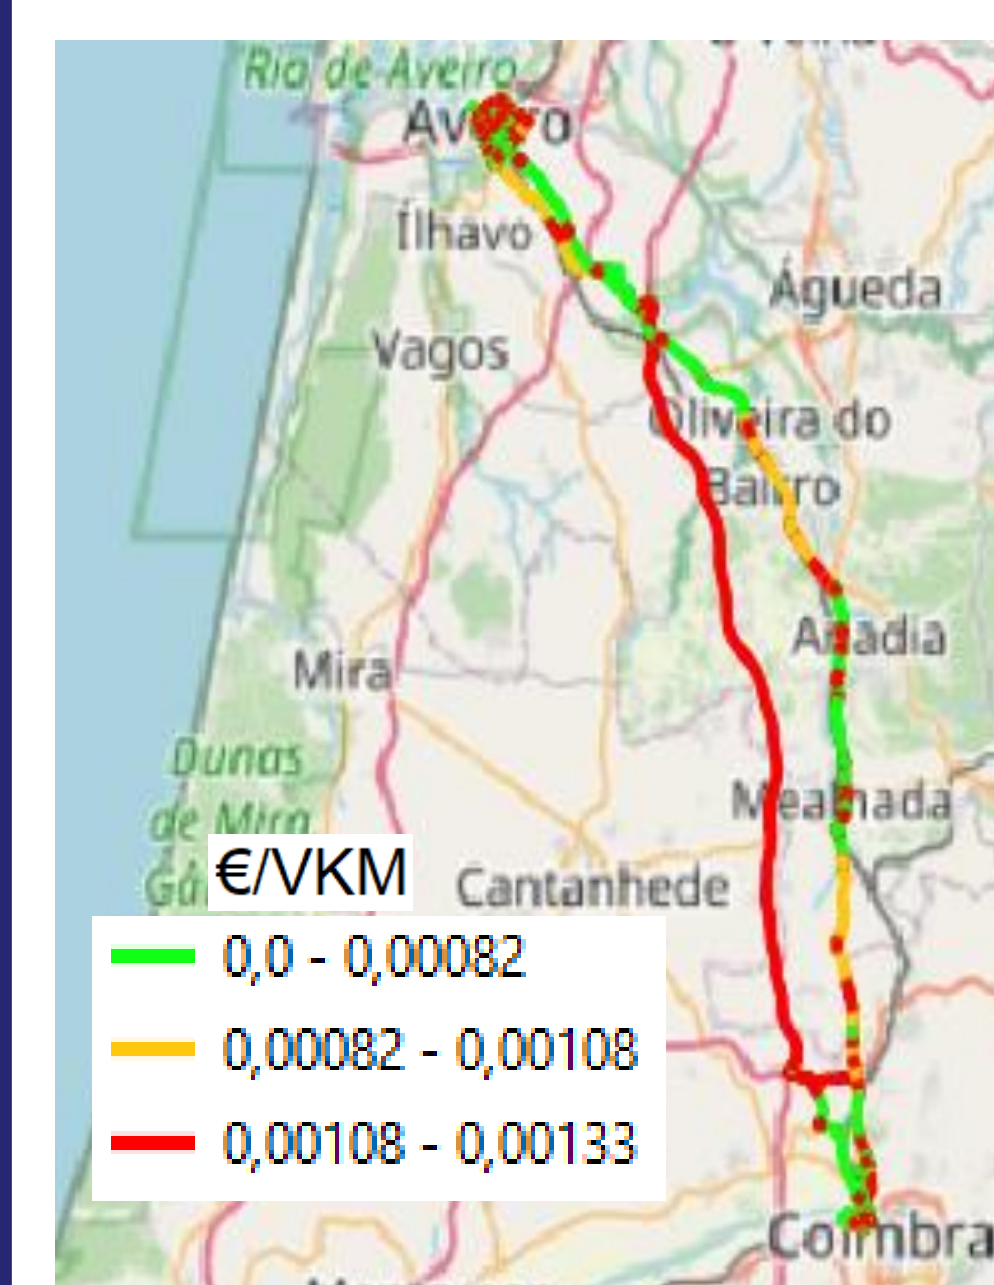 Ria de Aveiro
Aveiro
Ílhavo
Águeda
Vagos
Oliveira do
Bairro
Anadia
Mira
Dunas
de Mira,
Mealhada
€/VKM
Cantanhede
0,0 - 0,00082
0,00082 - 0,00108
0,00108 - 0,00133
Coimbra